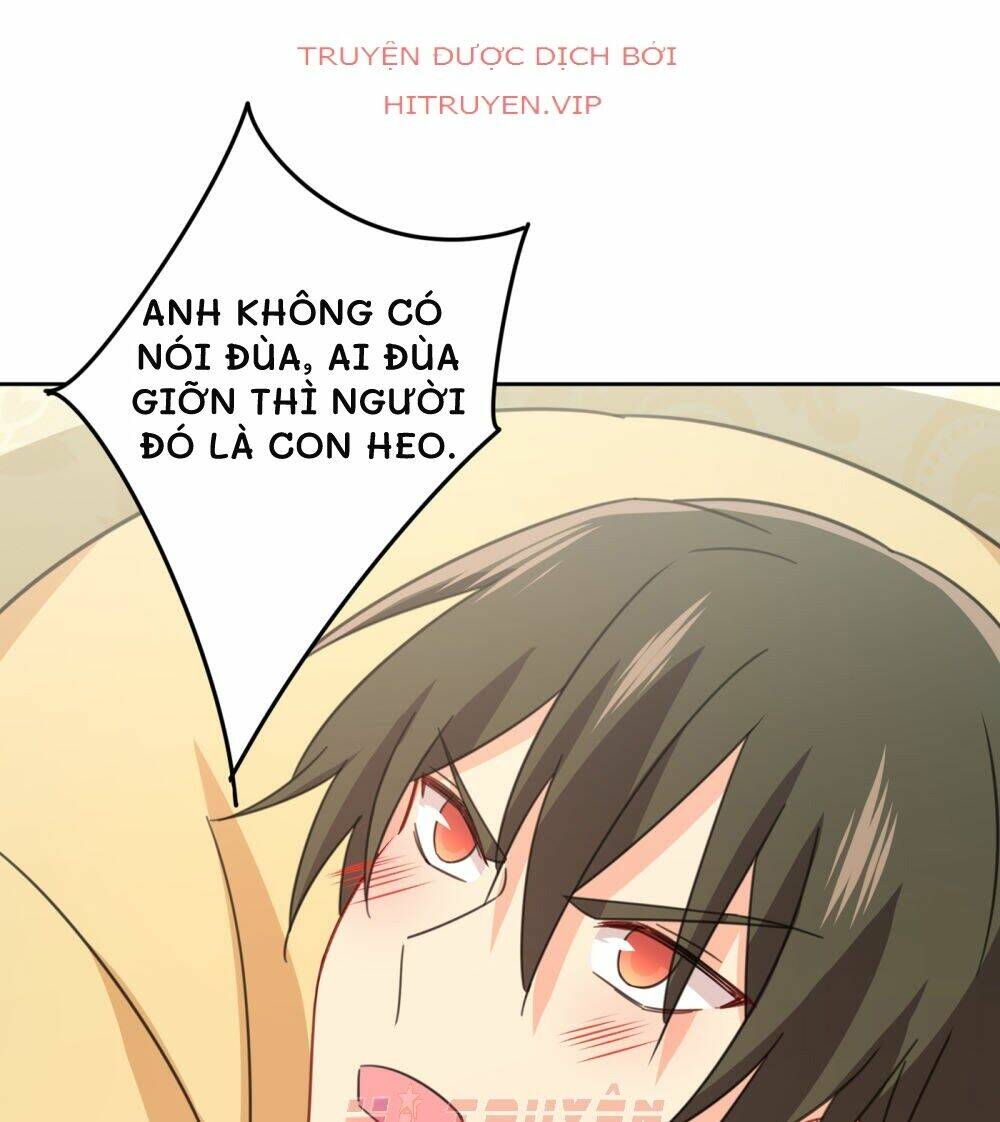 TRUYỆN ĐƯỢC DỊCH BỞI
HITRUYEN.VIP
ANH KHÔNG CÓ
NÓI ĐÙA, AI ĐÙA
GIỠN THÌ NGƯỜI
ĐÓ LÀ CON HEO.